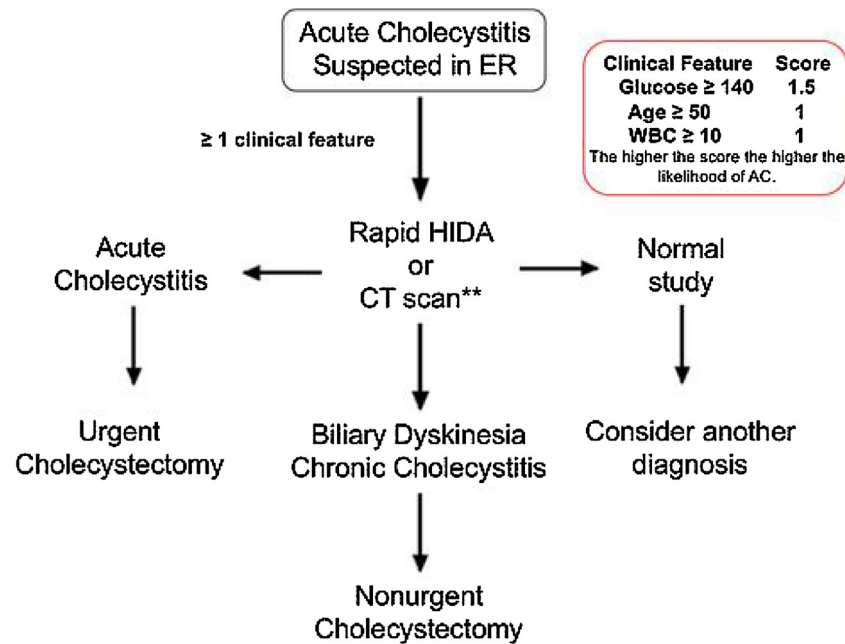 Acute Cholecystitis
Suspected in ER
Clinical Feature Score
Glucose ≥ 140 1.5
Age ≥ 50 1
WBC ≥ 10 1
The higher the score the higher the
likelihood of AC.
≥ 1 clinical feature
Rapid HIDA
or
CT scan**
Acute
Cholecystitis
Normal
study
Urgent
Cholecystectomy
Biliary Dyskinesia
Chronic Cholecystitis
Consider another
diagnosis
Nonurgent
Cholecystectomy